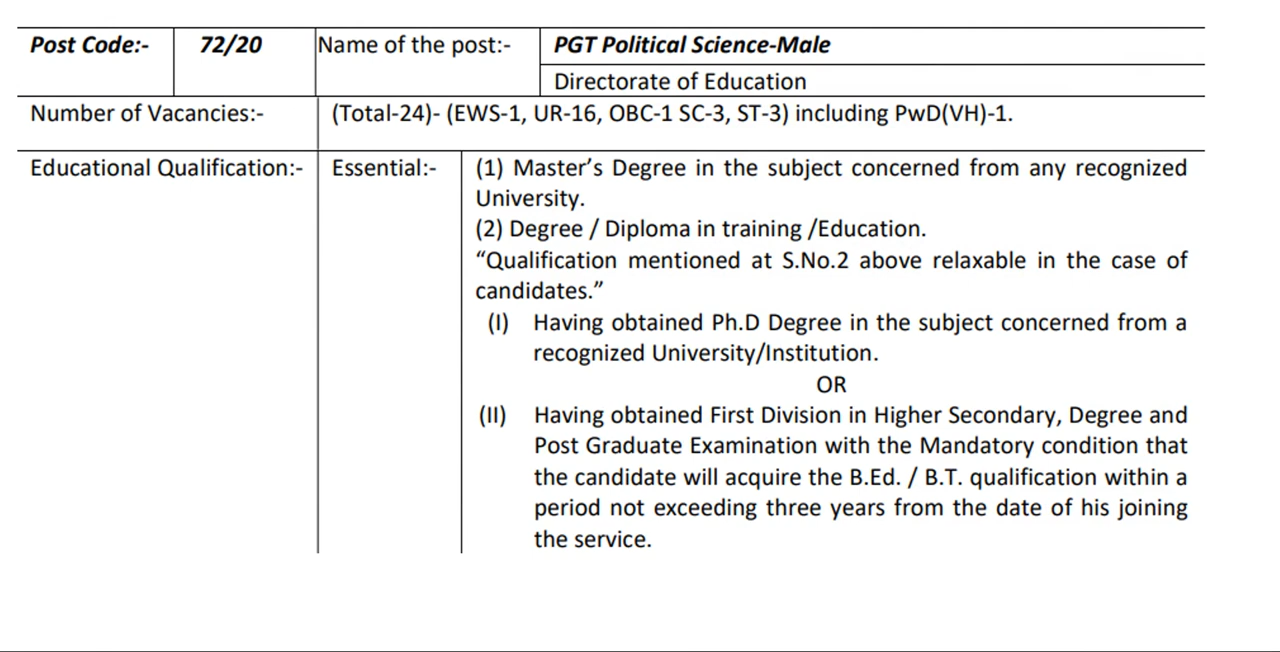 Post Code:- 72/20 Name of the post:- PGT Political Science-Male
Directorate of Education
Number of Vacancies:- (Total-24)- (EWS-1, UR-16, OBC-1 SC-3, ST-3) including PwD(VH)-1.
Educational Qualification:- Essential:- (1) Master’s Degree in the subject concerned from any recognized
University.
(2) Degree / Diploma in training /Education.
“Qualification mentioned at S.No.2 above relaxable in the case of
candidates.”
(I) Having obtained Ph.D Degree in the subject concerned from a
recognized University/Institution.
OR
(II) Having obtained First Division in Higher Secondary, Degree and
Post Graduate Examination with the Mandatory condition that
the candidate will acquire the B.Ed. / B.T. qualification within a
period not exceeding three years from the date of his joining
the service.